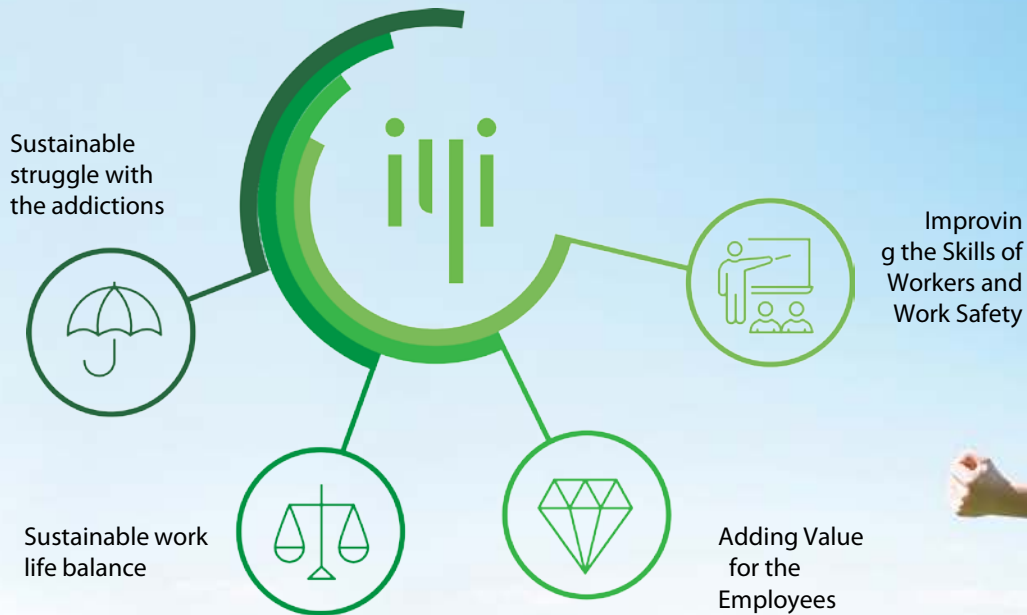 Sustainable
struggle with
the addictions
iyi
Improvin
g the Skills of
Workers and
Work Safety
Sustainable work
life balance
Adding Value
for the
Employees